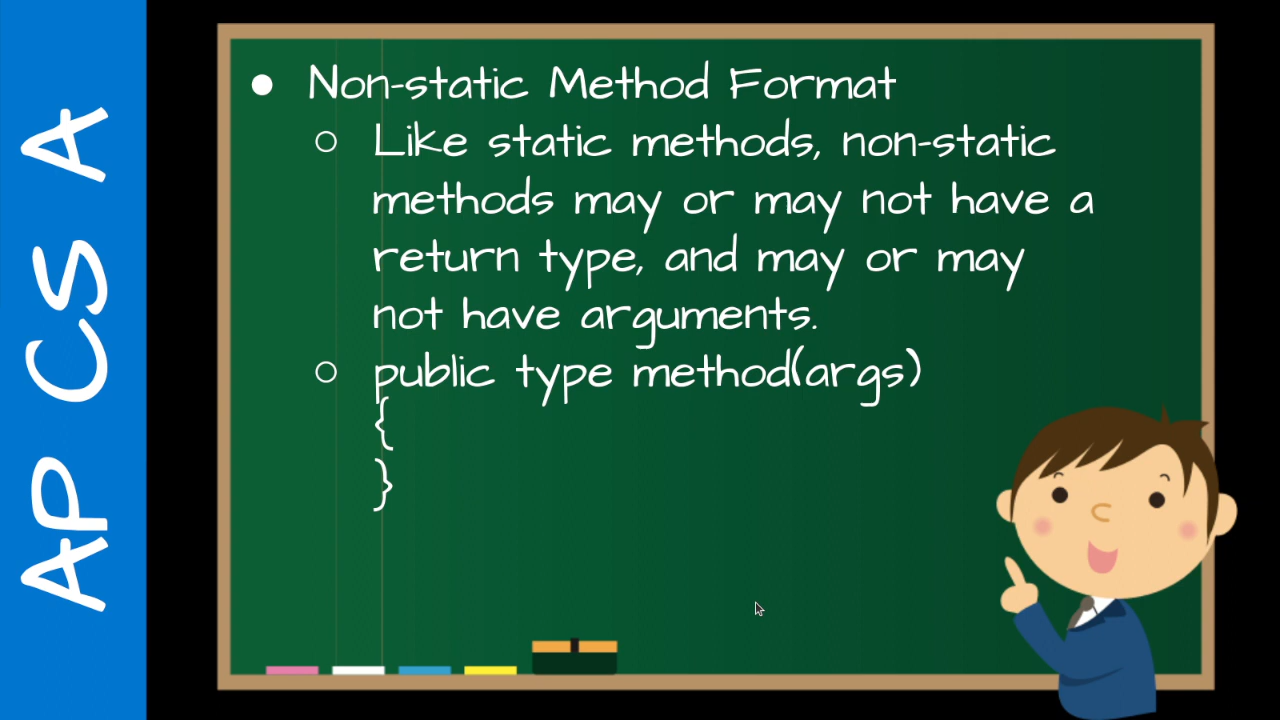 AP CS A
● Non-static Method Format
○ Like static methods, non-static
methods may or may not have a
return type, and may or may
not have arguments.
○ public type method(args)
{
}